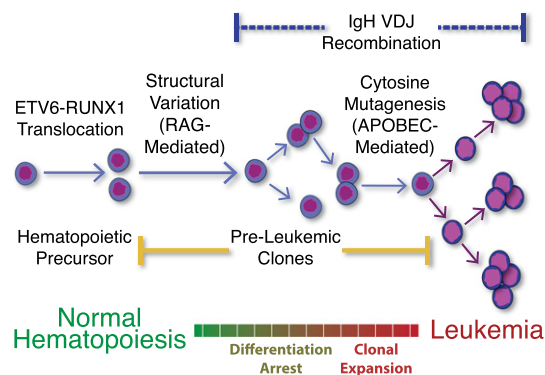 IgH VDJ
Recombination
Structural
Variation
(RAG-
Mediated)
Cytosine
Mutagenesis
(APOBEC-
Mediated)
ETV6-RUNX1
Translocation
Hematopoietic
Precursor
Pre-Leukemic
Clones
Normal
Hematopoiesis
Leukemia
Differentiation
Arrest
Clonal
Expansion